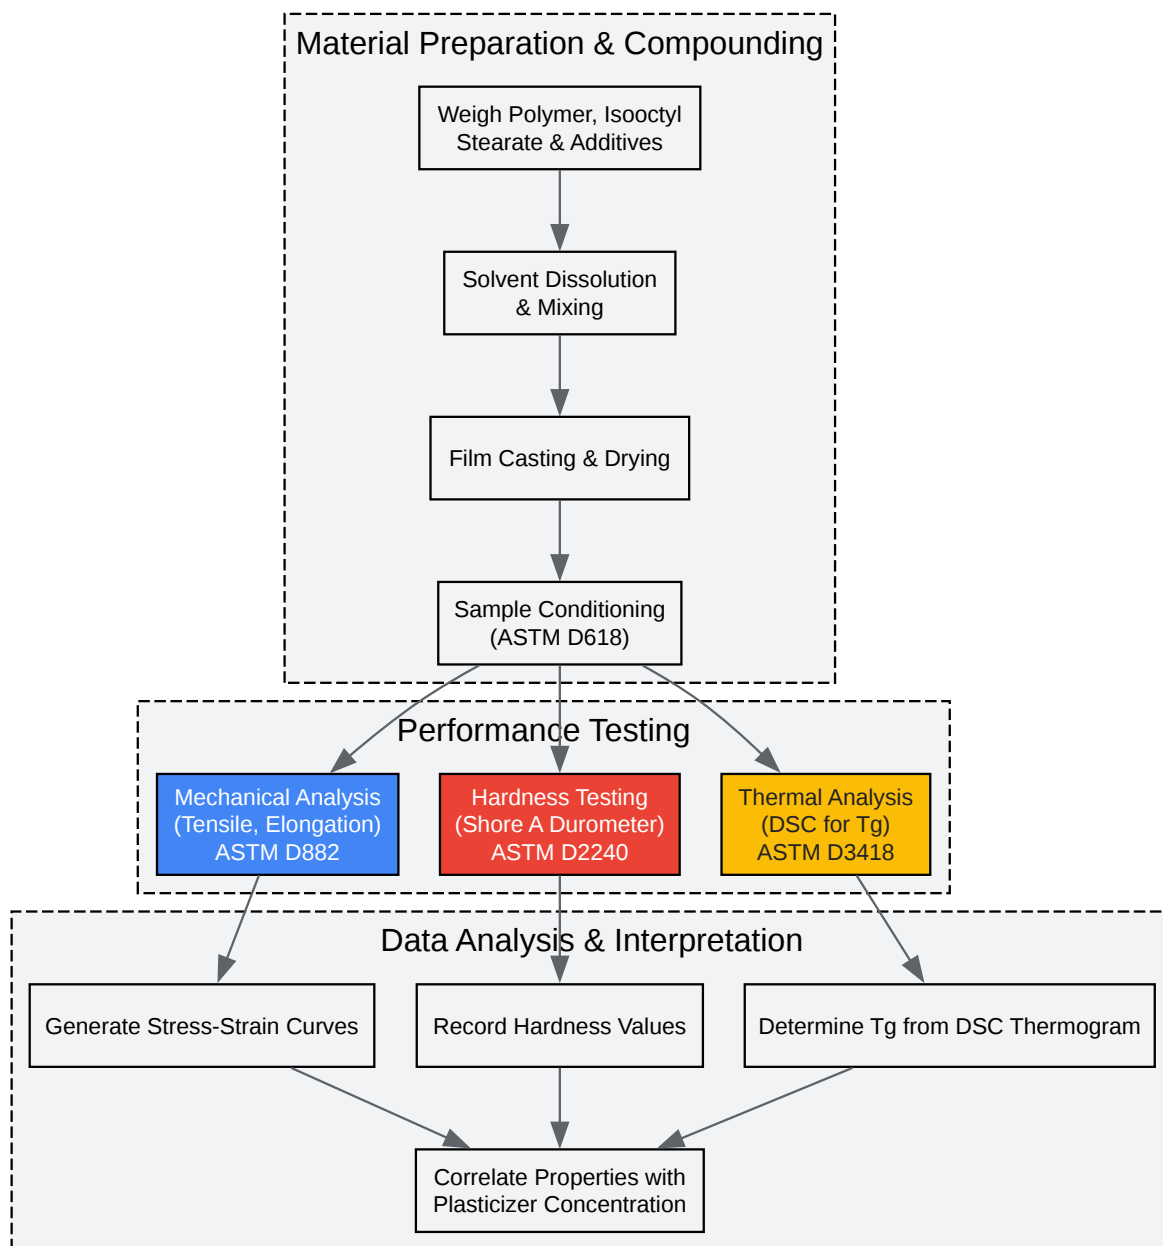 Material Preparation & Compounding
Weigh Polymer, Isooctyl
Stearate & Additives
Solvent Dissolution
& Mixing
Film Casting & Drying
Sample Conditioning
(ASTM D618)
Performance Testing
Mechanical Analysis
(Tensile, Elongation)
ASTM D882
Hardness Testing
(Shore A Durometer)
ASTM D2240
Thermal Analysis
(DSC for Tg)
ASTM D3418
Data Analysis & Interpretation
Generate Stress-Strain Curves
Record Hardness Values
Determine Tg from DSC Thermogram
Correlate Properties with
Plasticizer Concentration